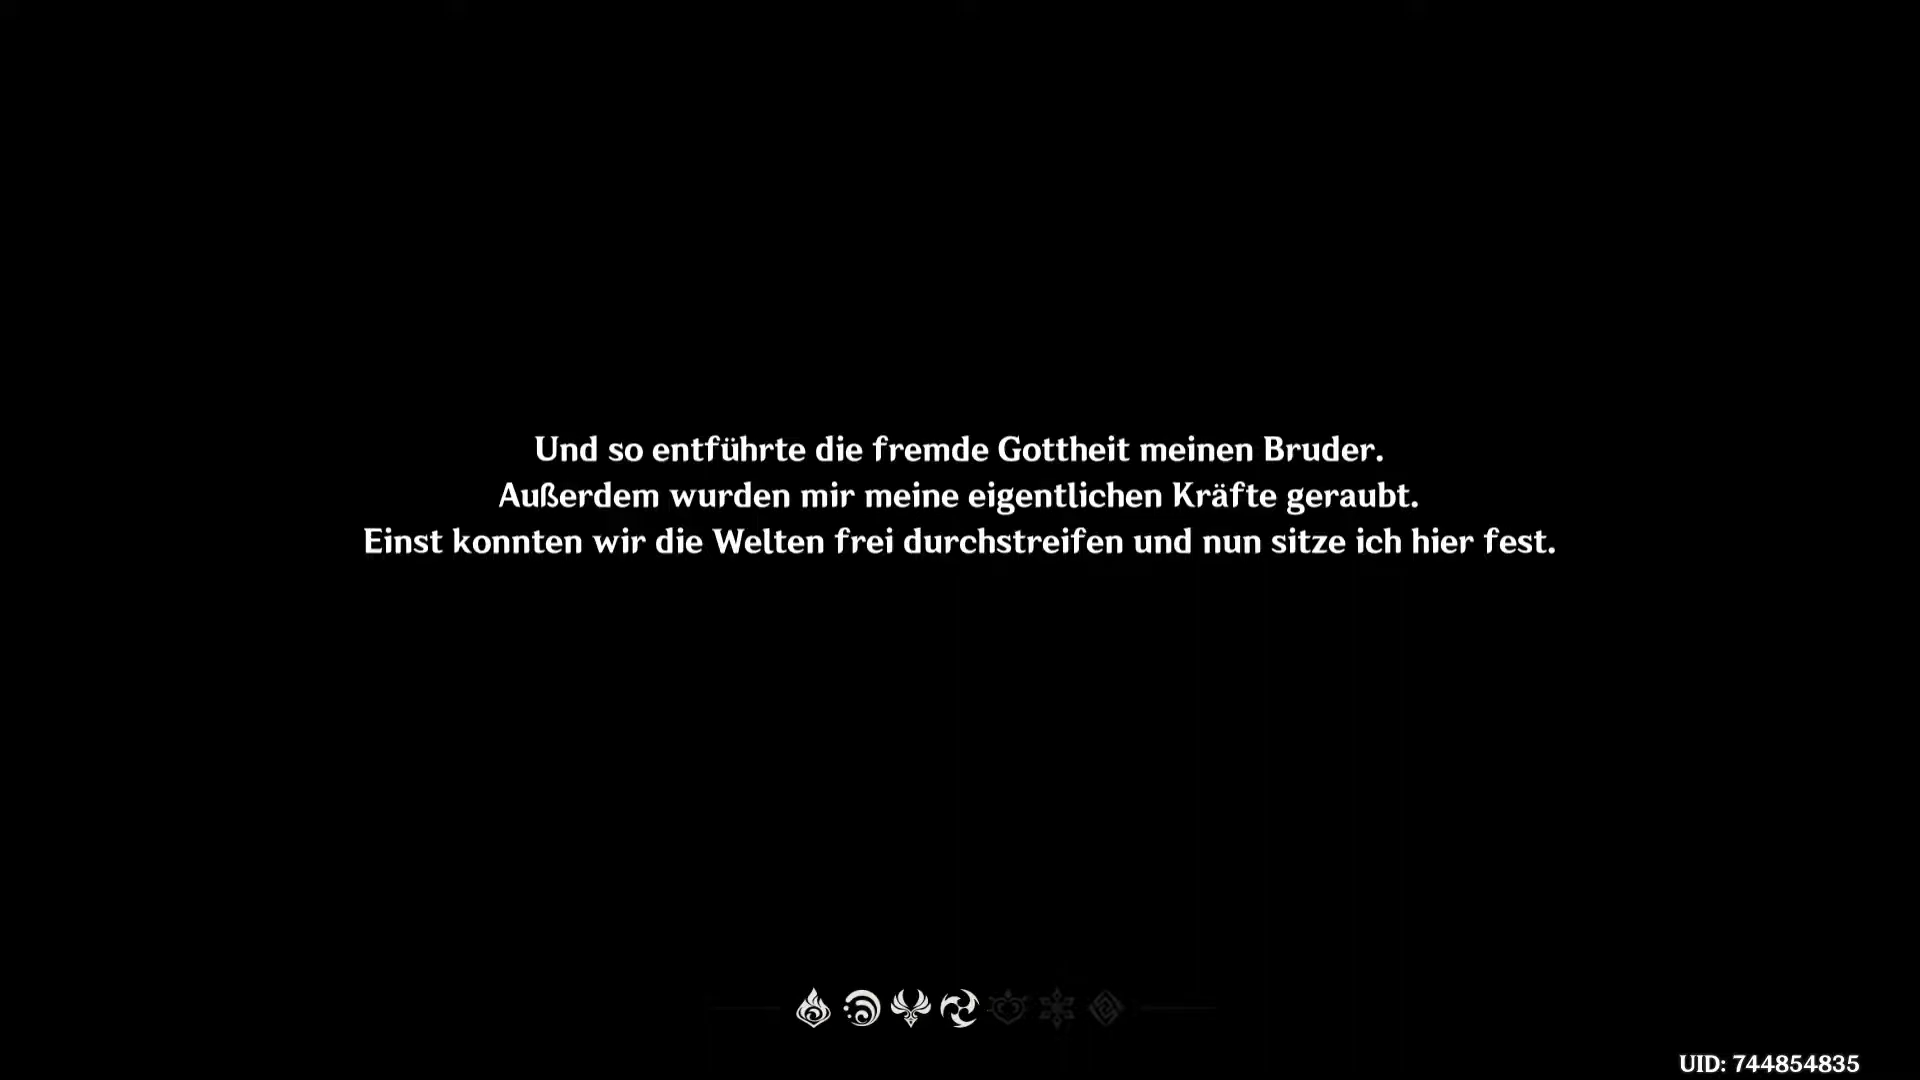 Und so entführte die fremde Gottheit meinen Bruder.
Außerdem wurden mir meine eigentlichen Kräfte geraubt.
Einst konnten wir die Welten frei durchstreifen und nun sitze ich hier fest.
UID: 744854835